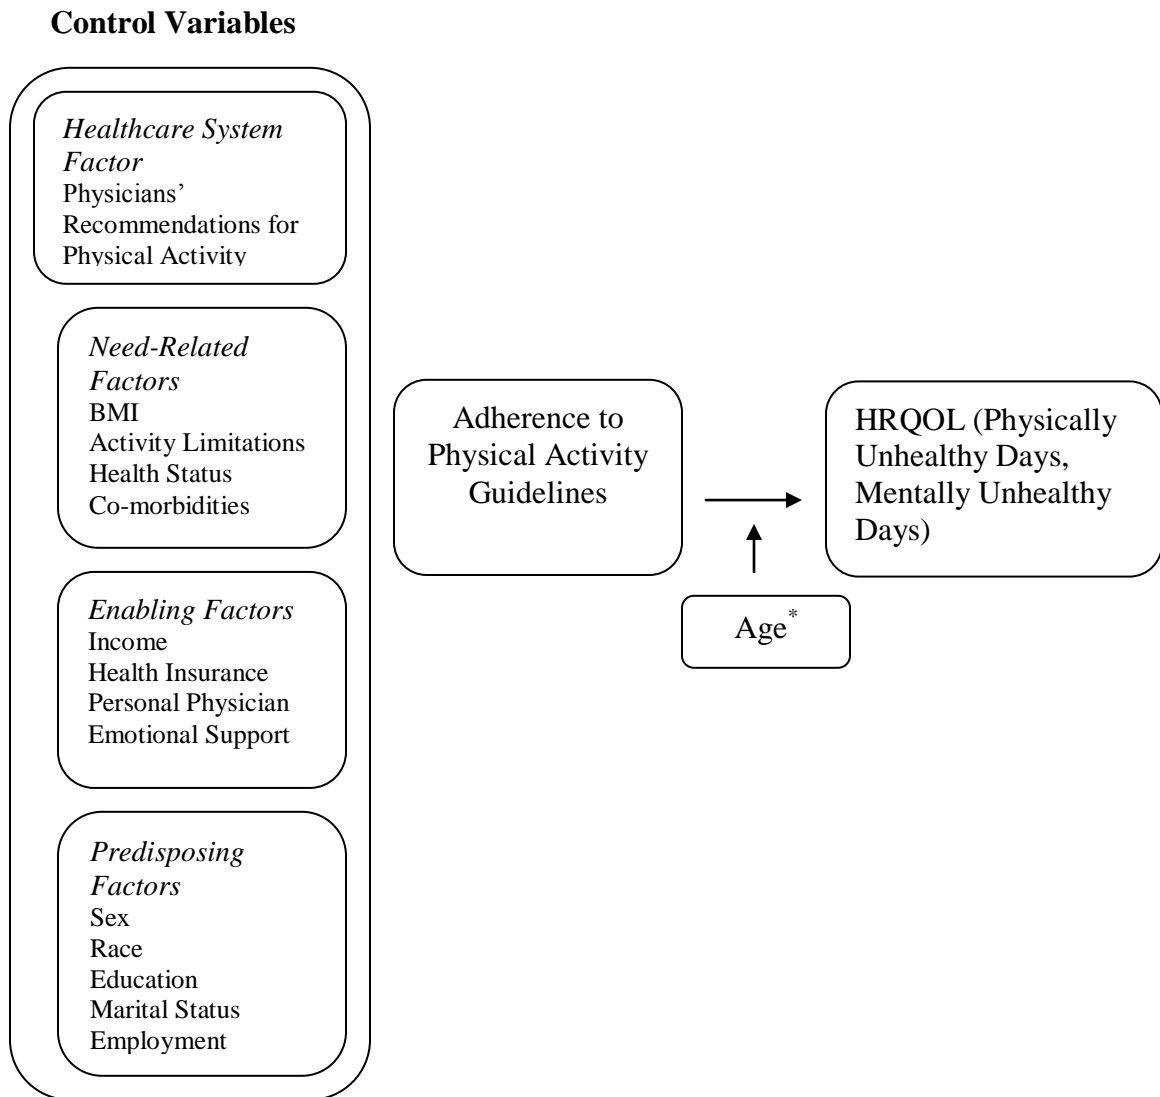 Control Variables
Healthcare System
Factor
Physicians’
Recommendations for
Physical Activity
Need-Related
Factors
BMI
Activity Limitations
Health Status
Co-morbidities
Enabling Factors
Income
Health Insurance
Personal Physician
Emotional Support
Predisposing
Factors
Sex
Race
Education
Marital Status
Employment
Adherence to
Physical Activity
Guidelines
HRQOL (Physically
Unhealthy Days,
Mentally Unhealthy
Days)
Age*